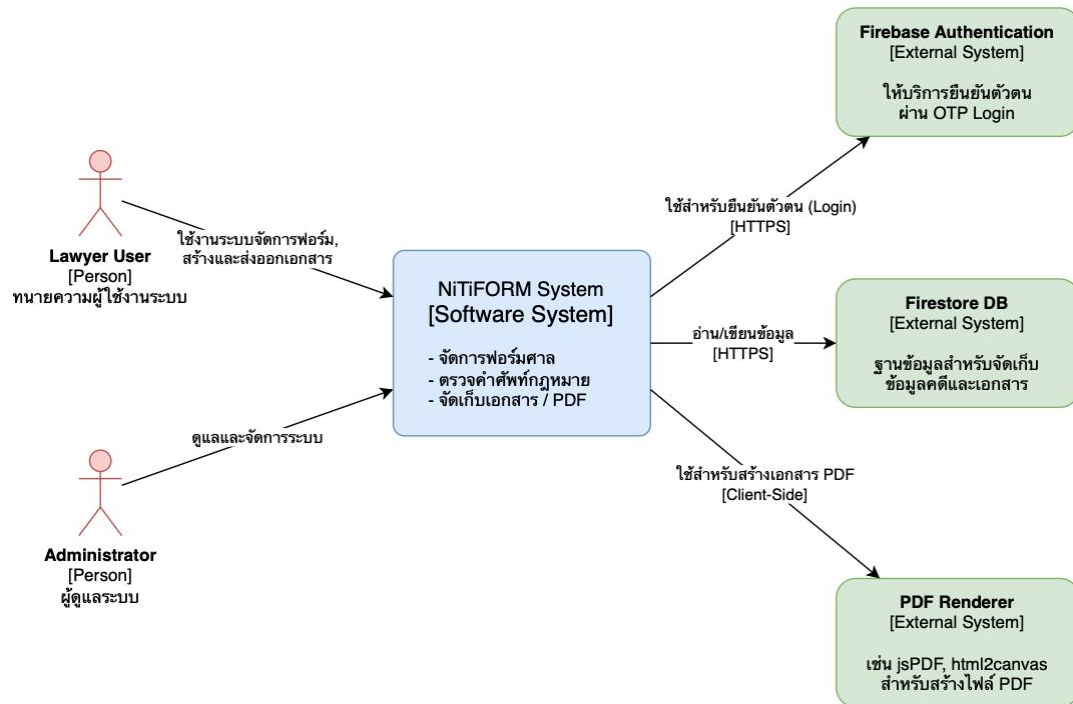 Firebase Authentication
[External System]
ให้บริการยืนยันตัวตน
ผ่าน OTP Login
ใช้สำหรับยืนยันตัวตน (Login)
[HTTPS]
ใช้งานระบบจัดการฟอร์ม,
สร้างและส่งออกเอกสาร
Lawyer User
[Person]
ทนายความผู้ใช้งานระบบ
NiTiFORM System
[Software System]
- จัดการฟอร์มศาล
- ตรวจคำศัพท์กฎหมาย
- จัดเก็บเอกสาร / PDF
อ่าน/เขียนข้อมูล
[HTTPS]
Firestore DB
[External System]
ฐานข้อมูลสำหรับจัดเก็บ
ข้อมูลคดีและเอกสาร
ดูแลและจัดการระบบ
ใช้สำหรับสร้างเอกสาร PDF
[Client-Side]
Administrator
[Person]
ผู้ดูแลระบบ
PDF Renderer
[External System]
เช่น jsPDF, html2canvas
สำหรับสร้างไฟล์ PDF